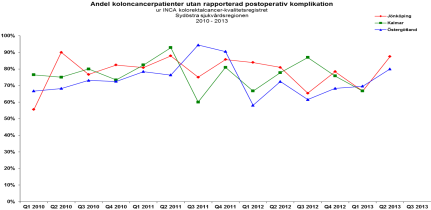 Andel koloncancerpatienter utan rapporterad postoperativ komplikation
ur INCA kolorektalcancer-kvalitetsregistret
Sydöstra sjukvårdsregionen
2010 - 2013
Jönköping
Kalmar
Östergötland
100%
90%
80%
70%
60%
50%
40%
30%
20%
10%
0%
Q1 2010 Q2 2010 Q3 2010 Q4 2010 Q1 2011 Q2 2011 Q3 2011 Q4 2011 Q1 2012 Q2 2012 Q3 2012 Q4 2012 Q1 2013 Q2 2013 Q3 2013